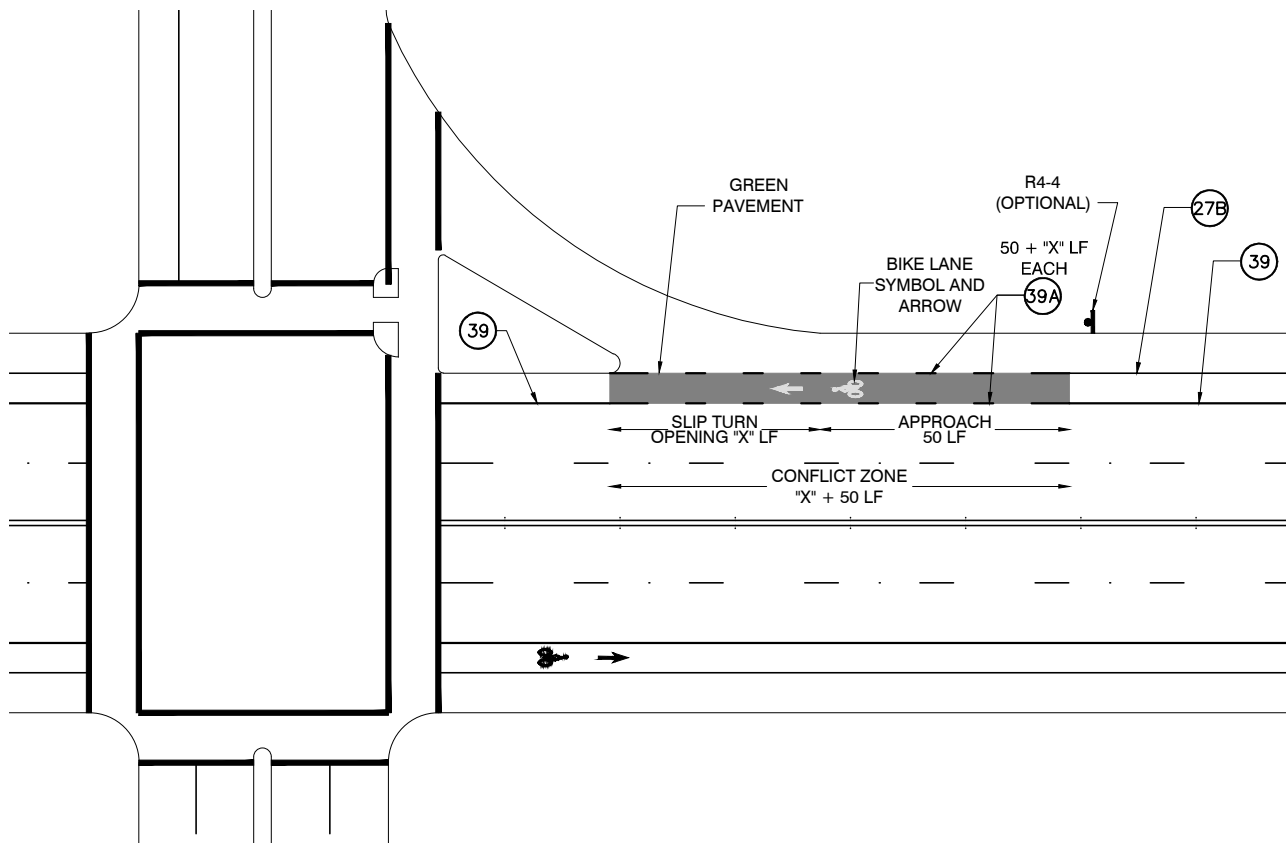 GREEN
PAVEMENT
R4-4
(OPTIONAL)
27B
50 + "X" LF
EACH
39
BIKE LANE
SYMBOL AND
ARROW
39A
39
SLIP TURN
OPENING "X" LF
APPROACH
50 LF
CONFLICT ZONE
"X" + 50 LF